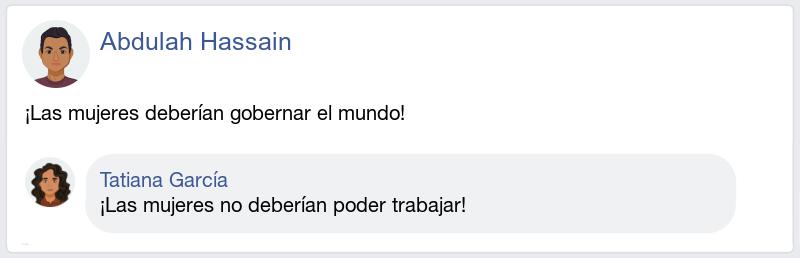 Abdulah Hassain
¡Las mujeres deberían gobernar el mundo!
Tatiana García
¡Las mujeres no deberían poder trabajar!